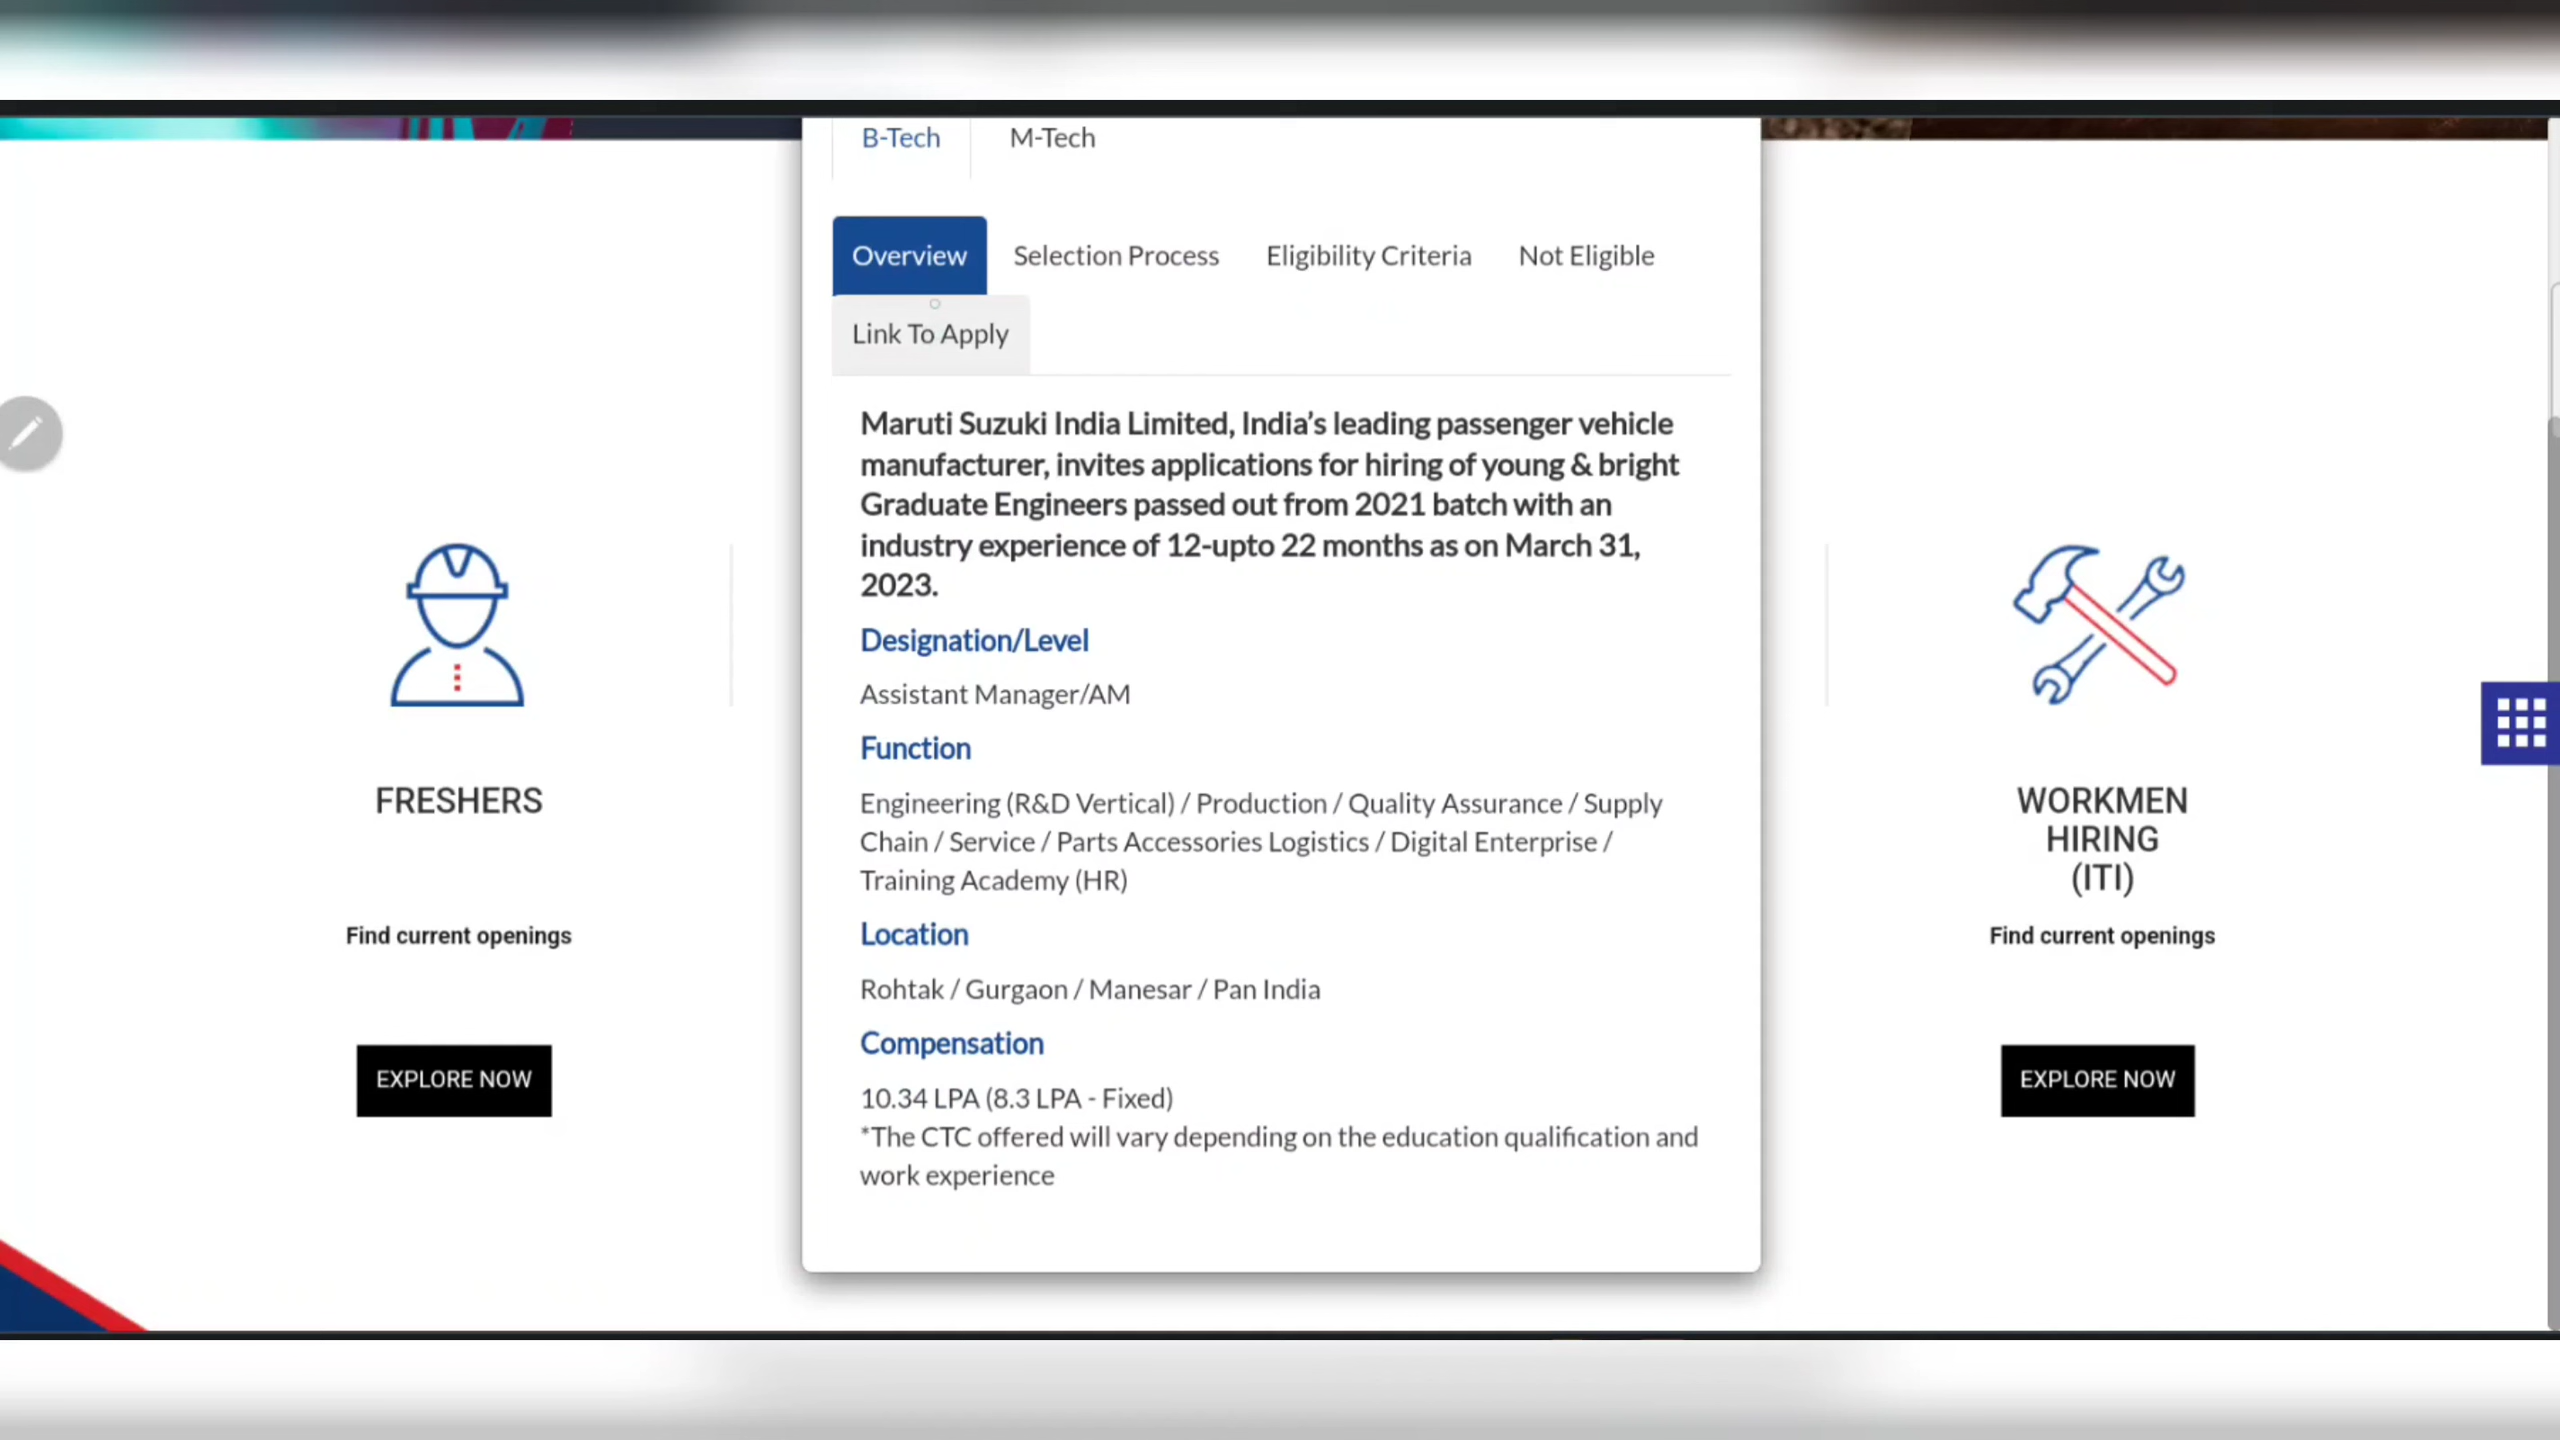 B-Tech M-Tech
Overview Selection Process Eligibility Criteria Not Eligible
Link To Apply
Maruti Suzuki India Limited, India’s leading passenger vehicle
manufacturer, invites applications for hiring of young & bright
Graduate Engineers passed out from 2021 batch with an
industry experience of 12-upto 22 months as on March 31,
2023.
Designation/Level
Assistant Manager/AM
Function
Engineering (R&D Vertical) / Production / Quality Assurance / Supply
Chain / Service / Parts Accessories Logistics / Digital Enterprise /
Training Academy (HR)
Location
Rohtak / Gurgaon / Manesar / Pan India
Compensation
10.34 LPA (8.3 LPA - Fixed)
*The CTC offered will vary depending on the education qualification and
work experience
FRESHERS
Find current openings
EXPLORE NOW
WORKMEN
HIRING
(ITI)
Find current openings
EXPLORE NOW